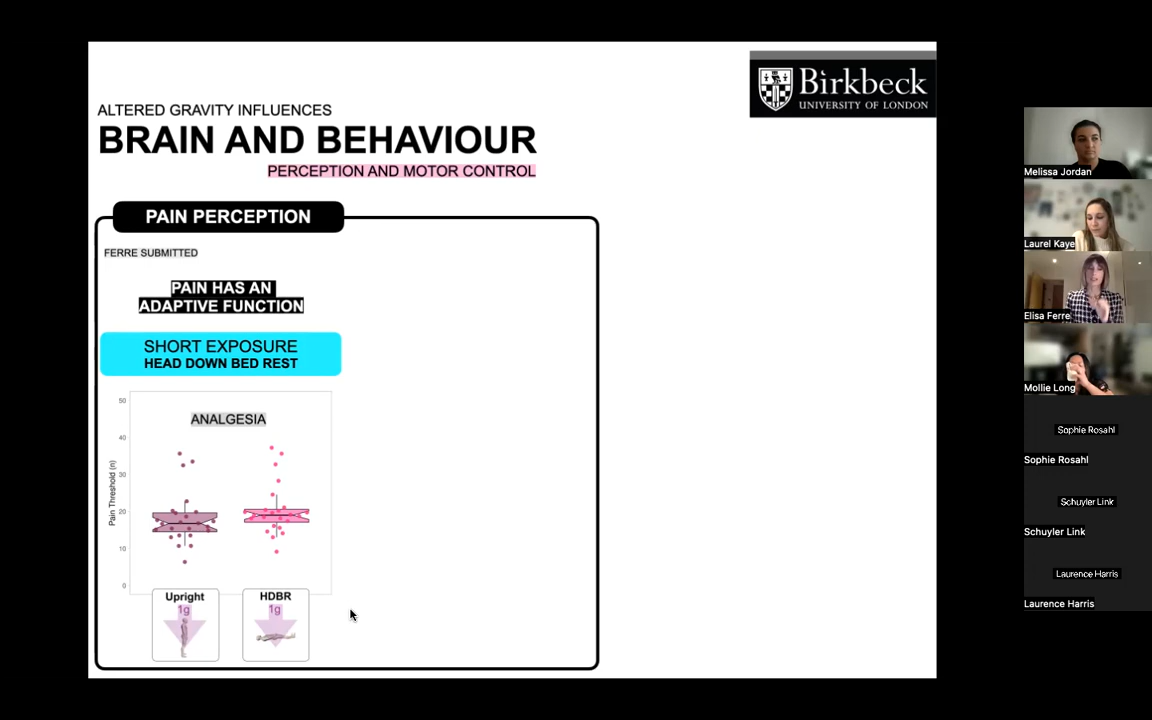 Birkbeck
UNIVERSITY OF LONDON
ALTERED GRAVITY INFLUENCES
BRAIN AND BEHAVIOUR
PERCEPTION AND MOTOR CONTROL
PAIN PERCEPTION
FERRE SUBMITTED
PAIN HAS AN
ADAPTIVE FUNCTION
SHORT EXPOSURE
HEAD DOWN BED REST
ANALGESIA
Pain Threshold (n)
50
40
30
20
10
0
Upright
1g
HDBR
1g
Melissa Jordan
Laurel Kaye
Elisa Ferre
Mollie Long
Sophie Rosahl
Sophie Rosahl
Schuyler Link
Schuyler Link
Laurence Harris
Laurence Harris